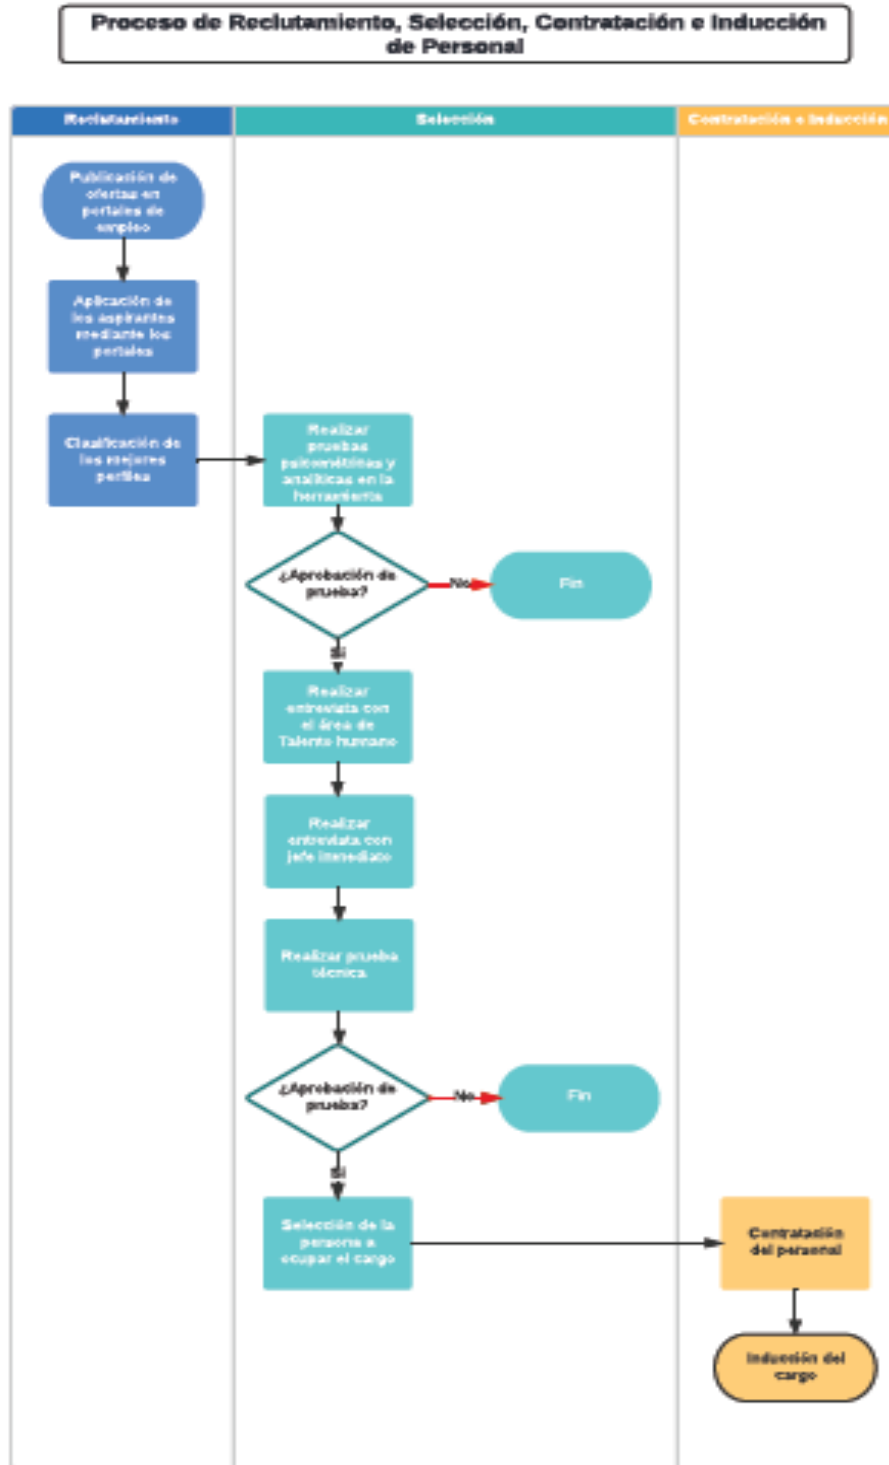 Proceso de Reclutamiento, Selección, Contratación e Inducción
de Personal
Reclutamiento
Selección
Contratación e Inducción
Publicación de
ofertas en
portales de
empleo
Aplicación de
los aspirantes
mediante los
portales
Clasificación de
los mejores
perfiles
Realizar
pruebas
psicométricas y
analíticas en la
herramienta
¿Aprobación de
prueba?
No
Fin
Realizar
entrevista con
el área de
Talento humano
Realizar
entrevista con
jefe inmediato
Realizar prueba
técnica
¿Aprobación de
prueba?
No
Fin
Selección de la
persona a
ocupar el cargo
Contratación
del personal
Inducción del
cargo